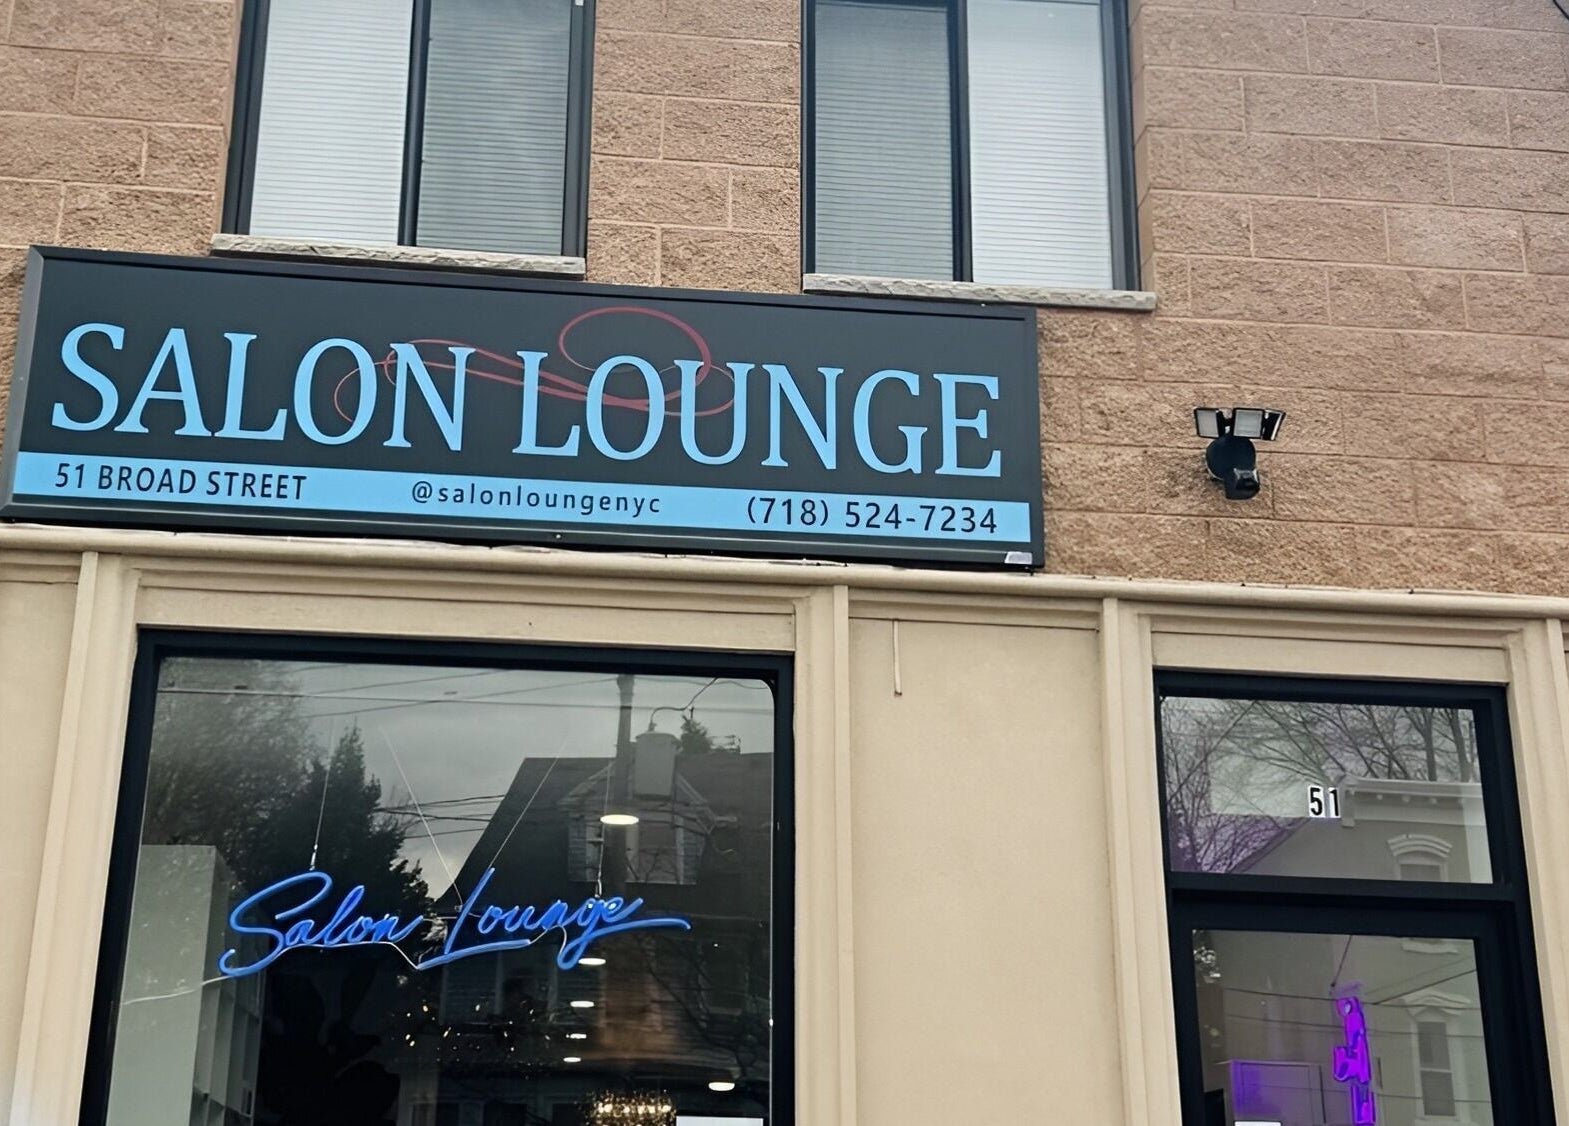 SALON LOUNGE
51 BROAD STREET @salonloungenyc (718) 524-7234
51
Salon Lounge